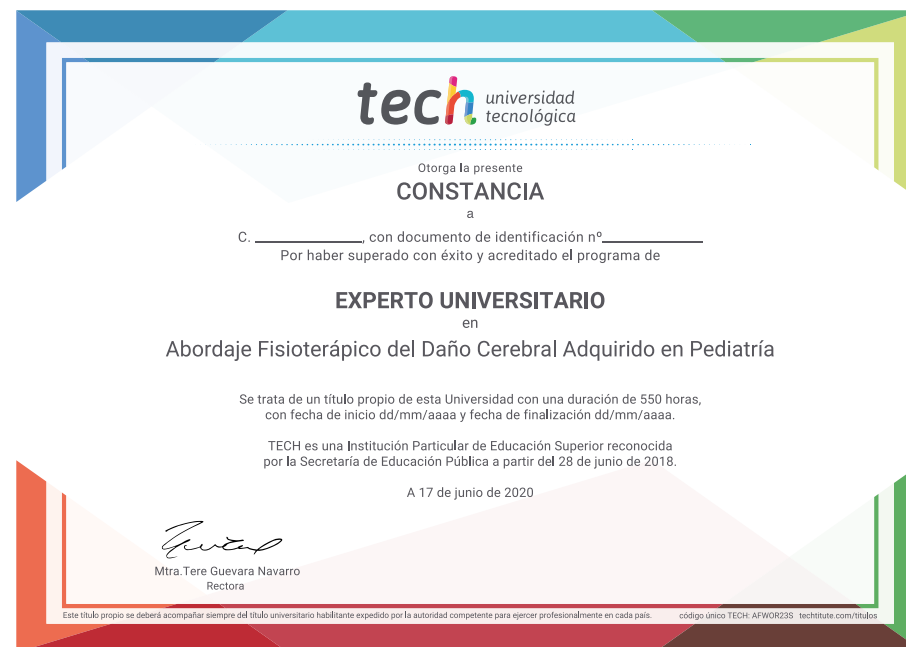 tech universidad
tecnológica
Otorga la presente
CONSTANCIA
a
C. ______________, con documento de identificación nº_____________
Por haber superado con éxito y acreditado el programa de
EXPERTO UNIVERSITARIO
en
Abordaje Fisioterápico del Daño Cerebral Adquirido en Pediatría
Se trata de un título propio de esta Universidad con una duración de 550 horas,
con fecha de inicio dd/mm/aaaa y fecha de finalización dd/mm/aaaa.
TECH es una Institución Particular de Educación Superior reconocida
por la Secretaría de Educación Pública a partir del 28 de junio de 2018.
A 17 de junio de 2020
Mtra.Tere Guevara Navarro
Rectora
Este título propio se deberá acompañar siempre del título universitario habilitante expedido por la autoridad competente para ejercer profesionalmente en cada país. código único TECH: AFWOR23S techtitute.com/titulos